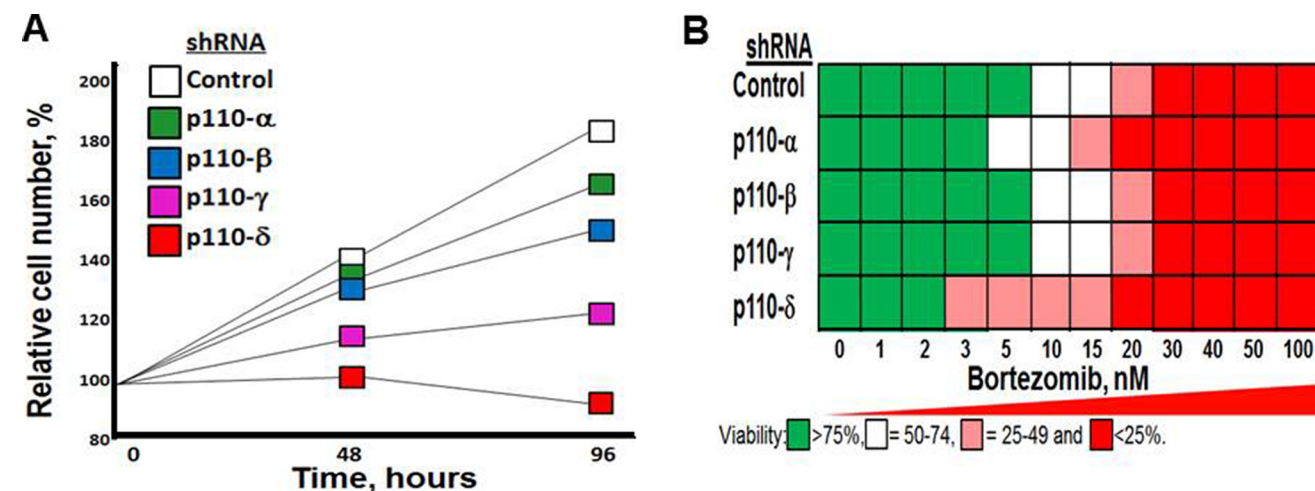 A
shRNA
Control
p110-α
p110-β
p110-γ
p110-δ
Relative cell number, %
200
180
160
140
120
100
80
0 48 96
Time, hours
B
shRNA
Control
p110-α
p110-β
p110-γ
p110-δ
0 1 2 3 5 10 15 20 30 40 50 100
Bortezomib, nM
Viability: >75%, = 50-74, = 25-49 and <25%.